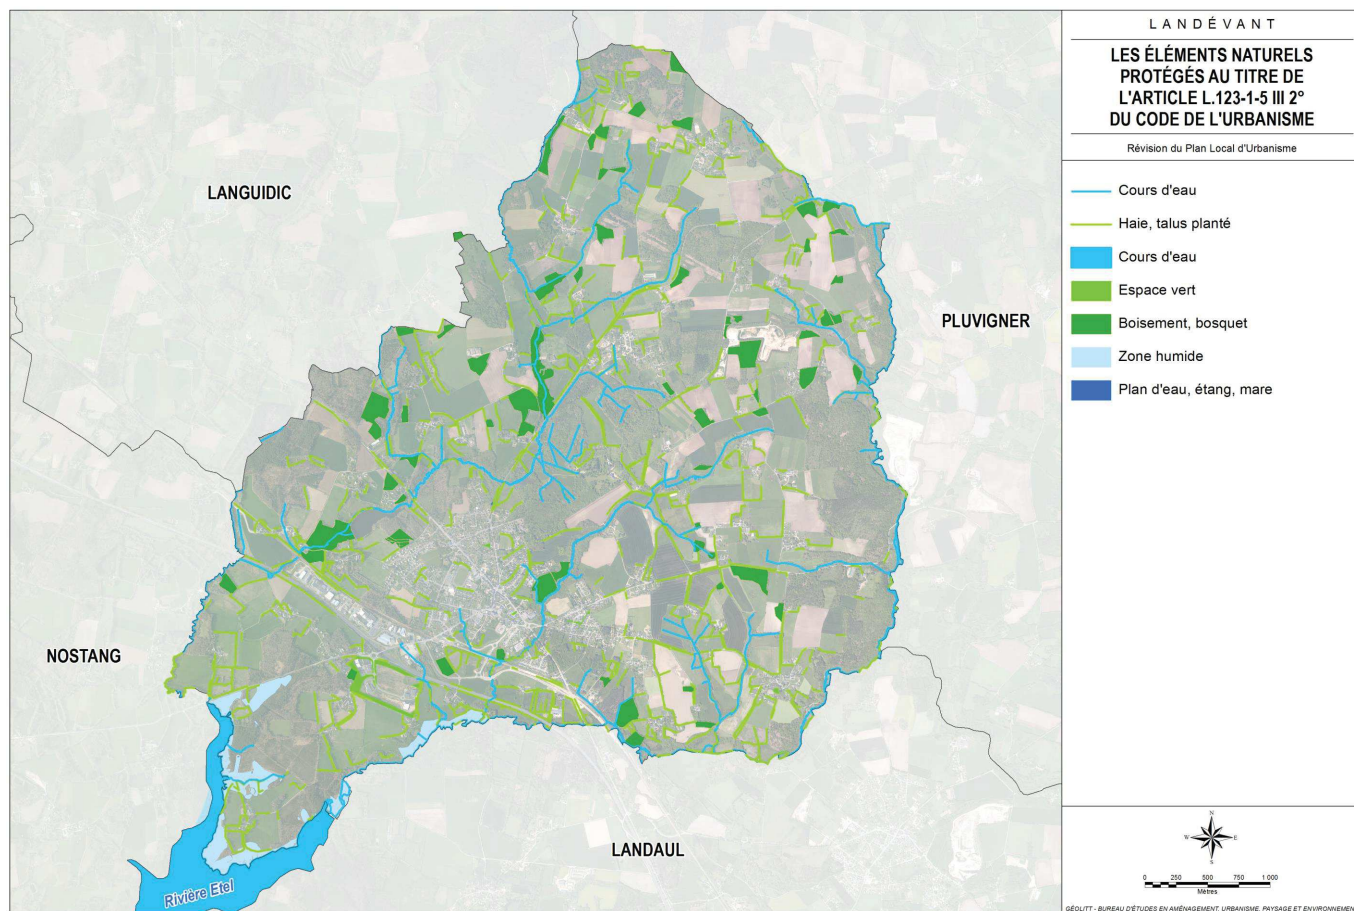 LANDÉVANT
LES ÉLÉMENTS NATURELS
PROTÉGÉS AU TITRE DE
L'ARTICLE L.123-1-5 III 2°
DU CODE DE L'URBANISME
Révision du Plan Local d'Urbanisme
Cours d'eau
Haie, talus planté
Cours d'eau
Espace vert
Boisement, bosquet
Zone humide
Plan d'eau, étang, mare
LANGUIDIC
PLUVIGNER
NOSTANG
LANDAUL
Rivière Etel
N
W E
S
0 250 500 750 1 000
Mètres
GÉOLITT - BUREAU D'ÉTUDES EN AMÉNAGEMENT, URBANISME, PAYSAGE ET ENVIRONNEMEN